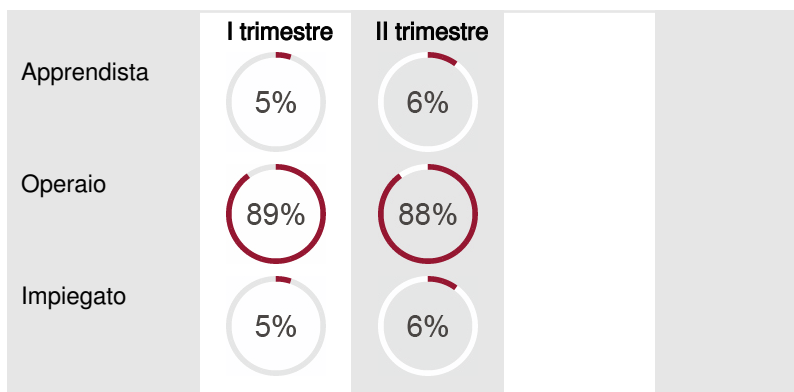 I trimestre II trimestre
Apprendista
5% 6%
Operaio
89% 88%
Impiegato
5% 6%